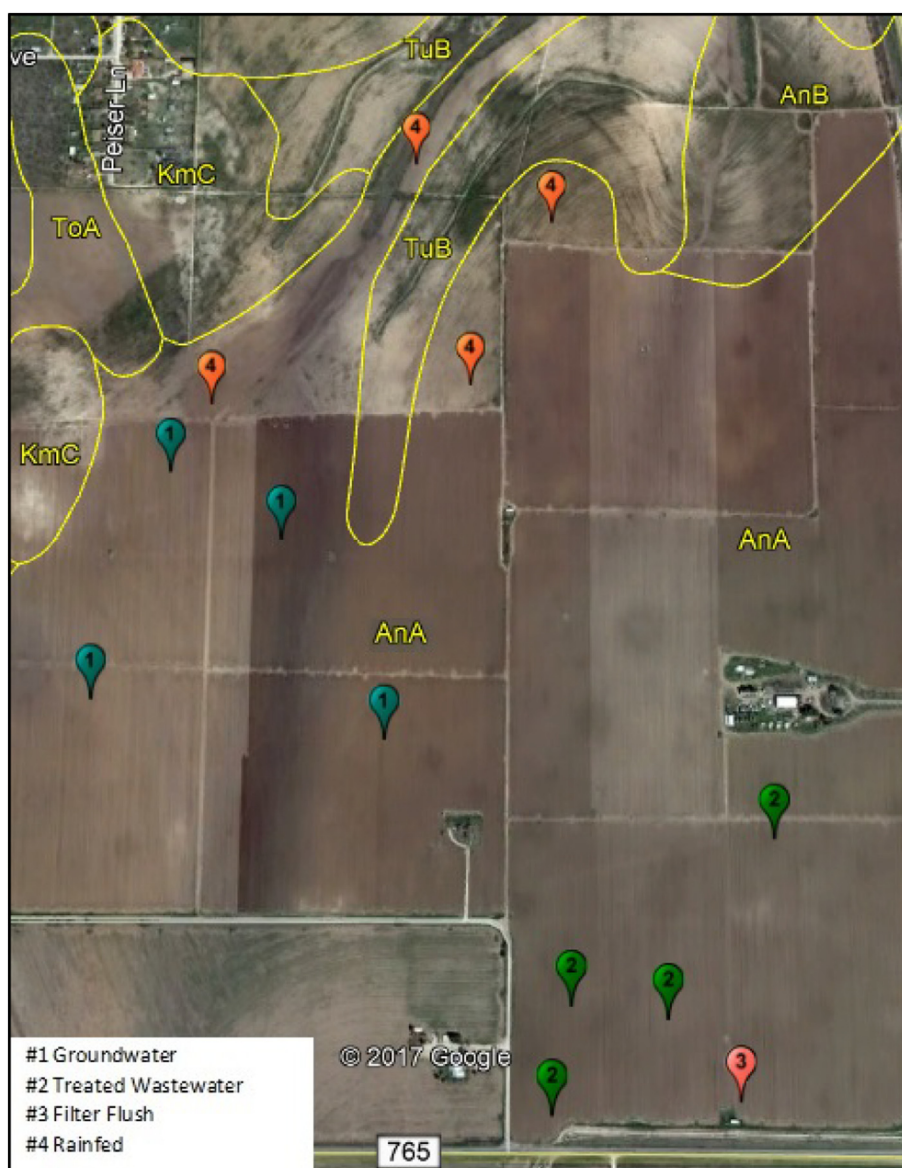 ve
Peiser Ln
TuB
AnB
4
KmC
4
ToA
TuB
4
4
1
KmC
1
AnA
AnA
1
1
2
2
2
© 2017 Google
3
2
#1 Groundwater
#2 Treated Wastewater
#3 Filter Flush
#4 Rainfed
765